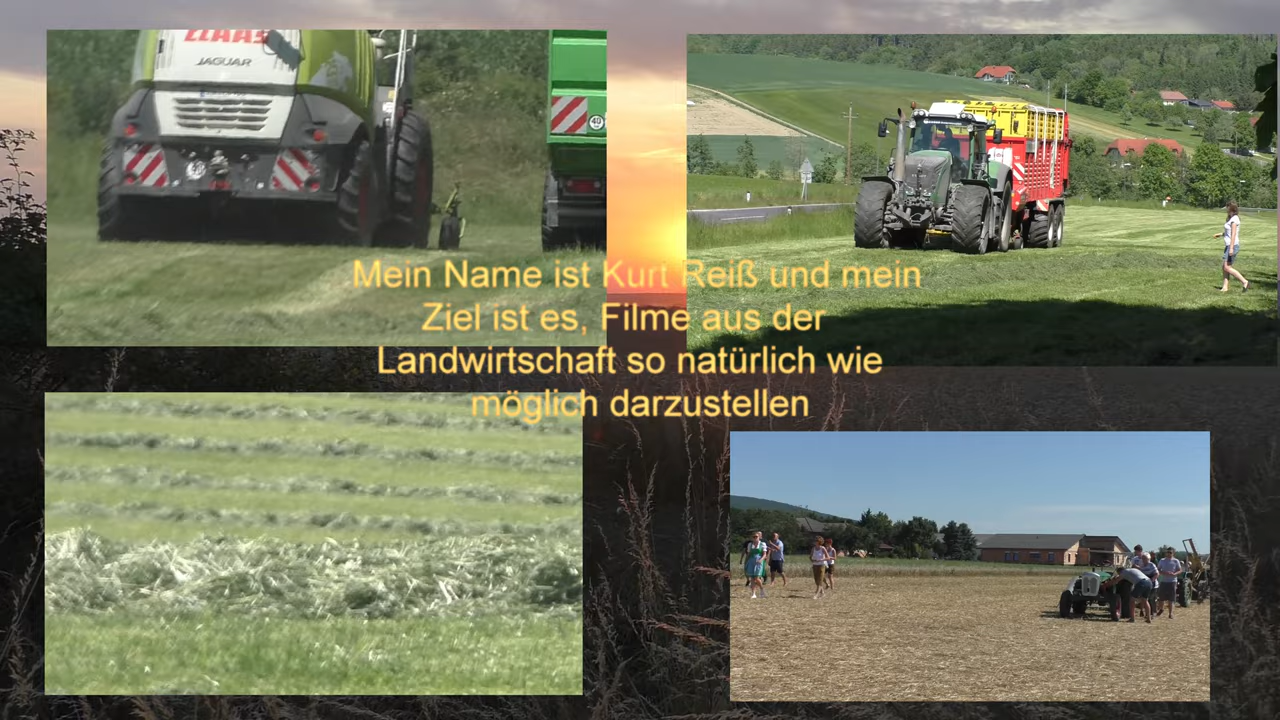 CLAAS
JAGUAR
40
Mein Name ist Kurt Reiß und mein
Ziel ist es, Filme aus der
Landwirtschaft so natürlich wie
möglich darzustellen